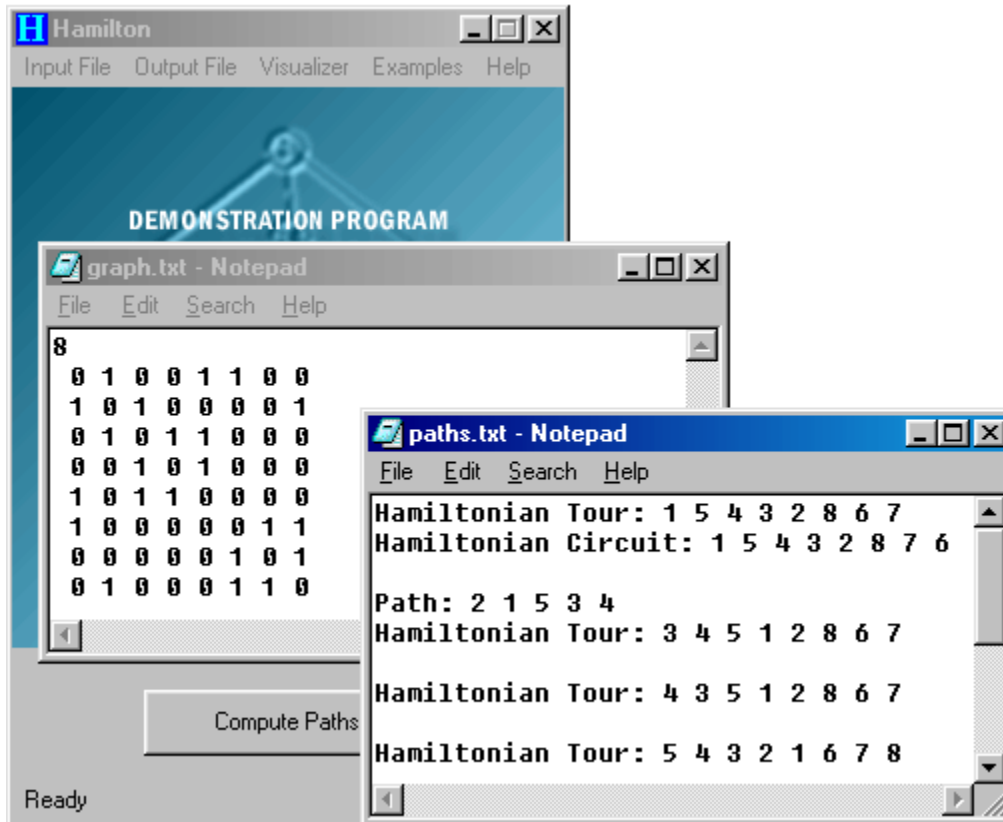 H Hamilton
Input File Output File Visualizer Examples Help
DEMONSTRATION PROGRAM
graph.txt - Notepad
File Edit Search Help
8
0 1 0 0 1 1 0 0
1 0 1 0 0 0 0 1
0 1 0 1 1 0 0 0
0 0 1 0 1 0 0 0
1 0 1 1 0 0 0 0
1 0 0 0 0 0 1 1
0 0 0 0 0 1 0 1
0 1 0 0 0 1 1 0
paths.txt - Notepad
File Edit Search Help
Hamiltonian Tour: 1 5 4 3 2 8 6 7
Hamiltonian Circuit: 1 5 4 3 2 8 7 6
Path: 2 1 5 3 4
Hamiltonian Tour: 3 4 5 1 2 8 6 7
Hamiltonian Tour: 4 3 5 1 2 8 6 7
Hamiltonian Tour: 5 4 3 2 1 6 7 8
Compute Paths
Ready